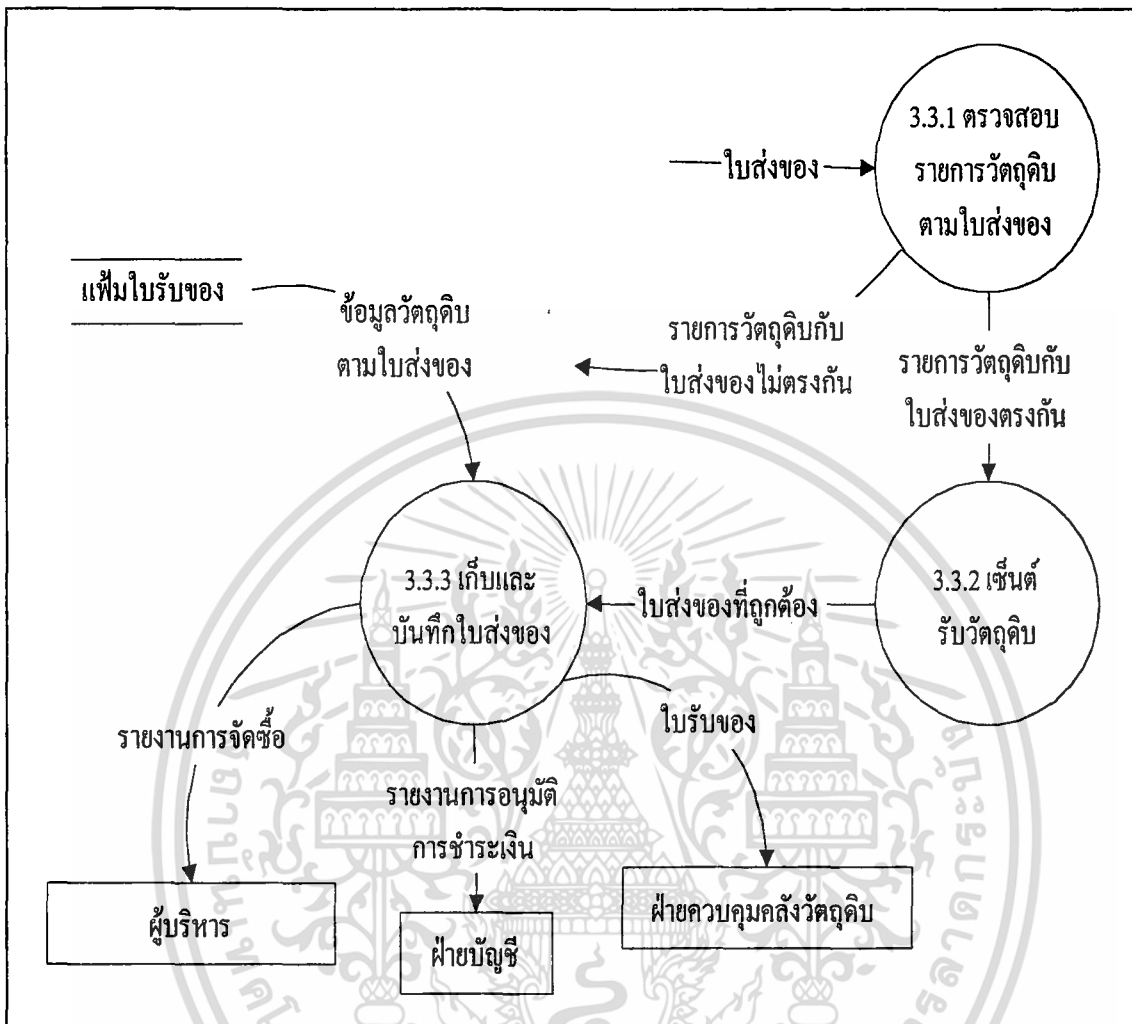 3.3.1 ตรวจสอบ
รายการวัตถุดิบ
ตามใบส่งของ
ใบส่งของ
แฟ้มใบรับของ
ข้อมูลวัตถุดิบ
ตามใบส่งของ
รายการวัตถุดิบกับ
ใบส่งของไม่ตรงกัน
รายการวัตถุดิบกับ
ใบส่งของตรงกัน
3.3.3 เก็บและ
บันทึกใบส่งของ
ใบส่งของที่ถูกต้อง
3.3.2 เซ็นต์
รับวัตถุดิบ
รายงานการจัดซื้อ
รายงานการอนุมัติ
การชำระเงิน
ใบรับของ
ผู้บริหาร
ฝ่ายบัญชี
ฝ่ายควบคุมคลังวัตถุดิบ